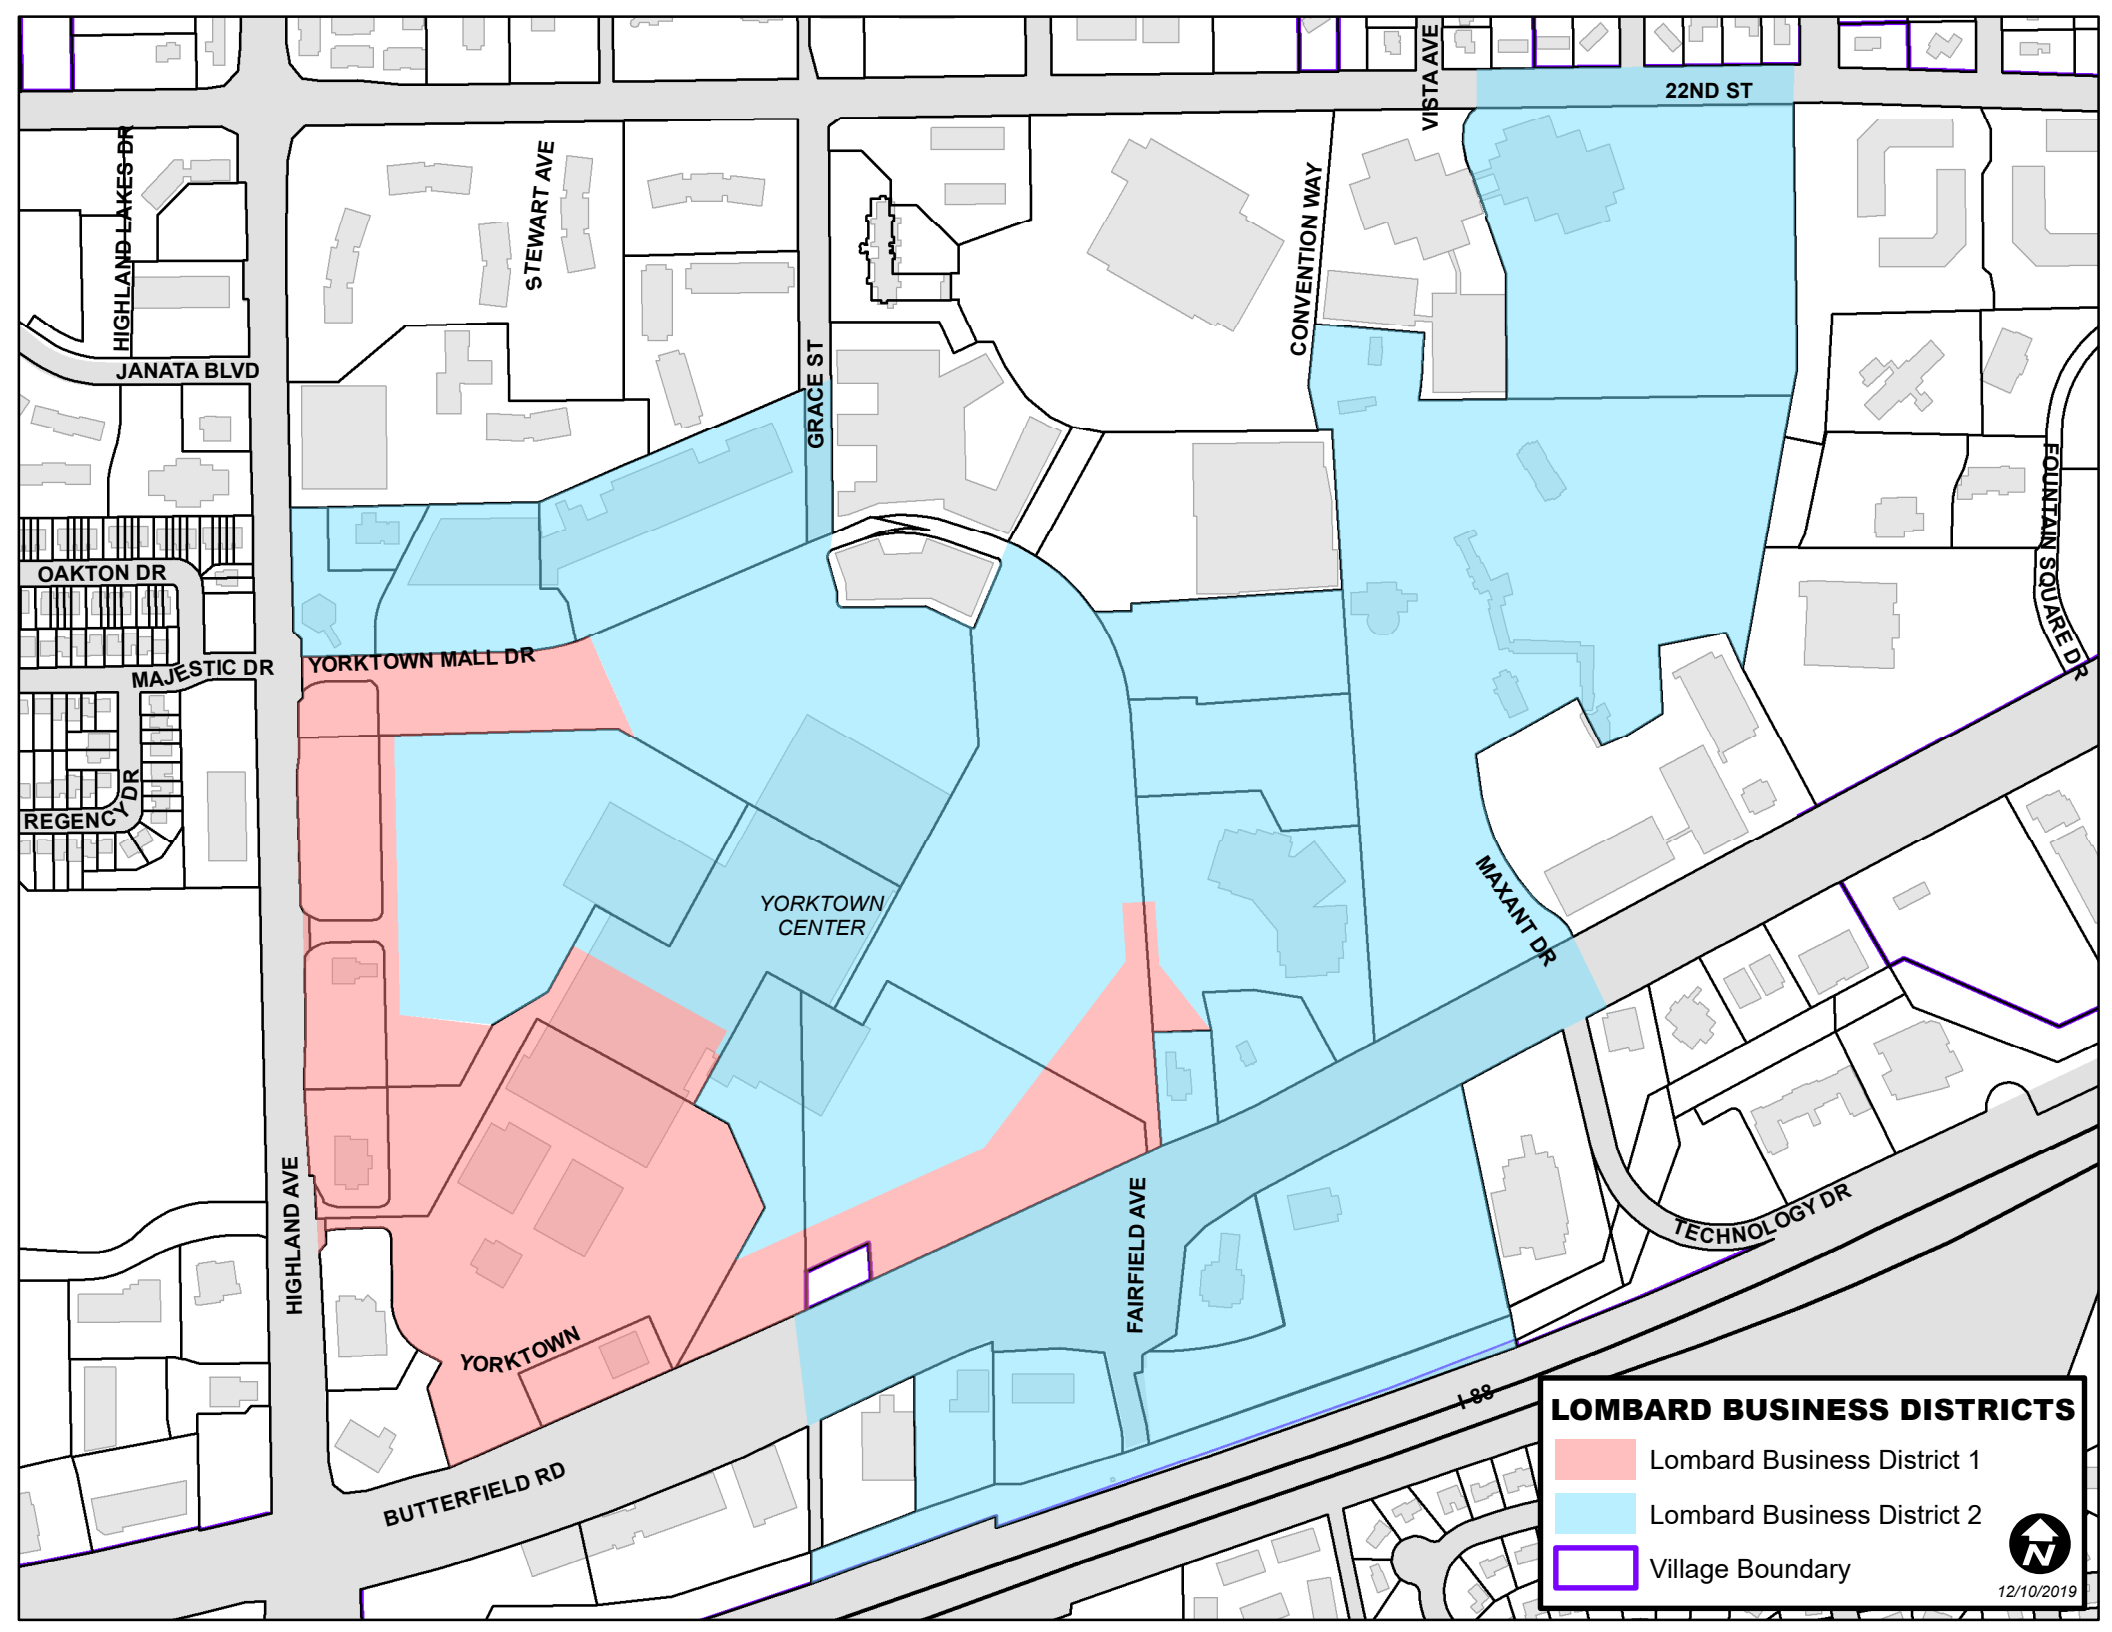 22ND ST
VISTA AVE
HIGHLAND LAKES DR
STEWART AVE
CONVENTION WAY
GRACE ST
JANATA BLVD
FOUNTAIN SQUARE DR
OAKTON DR
YORKTOWN MALL DR
MAJESTIC DR
REGENCY DR
YORKTOWN
CENTER
MAXANT DR
HIGHLAND AVE
FAIRFIELD AVE
TECHNOLOGY DR
YORKTOWN
I-88
BUTTERFIELD RD
LOMBARD BUSINESS DISTRICTS
Lombard Business District 1
Lombard Business District 2
Village Boundary
N
12/10/2019